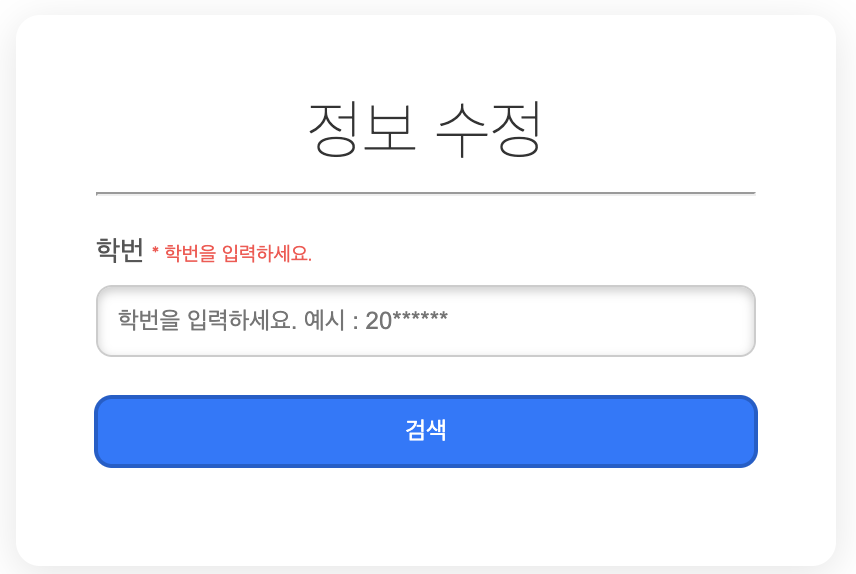 정보 수정
학번 * 학번을 입력하세요.
학번을 입력하세요. 예시 : 20******
검색